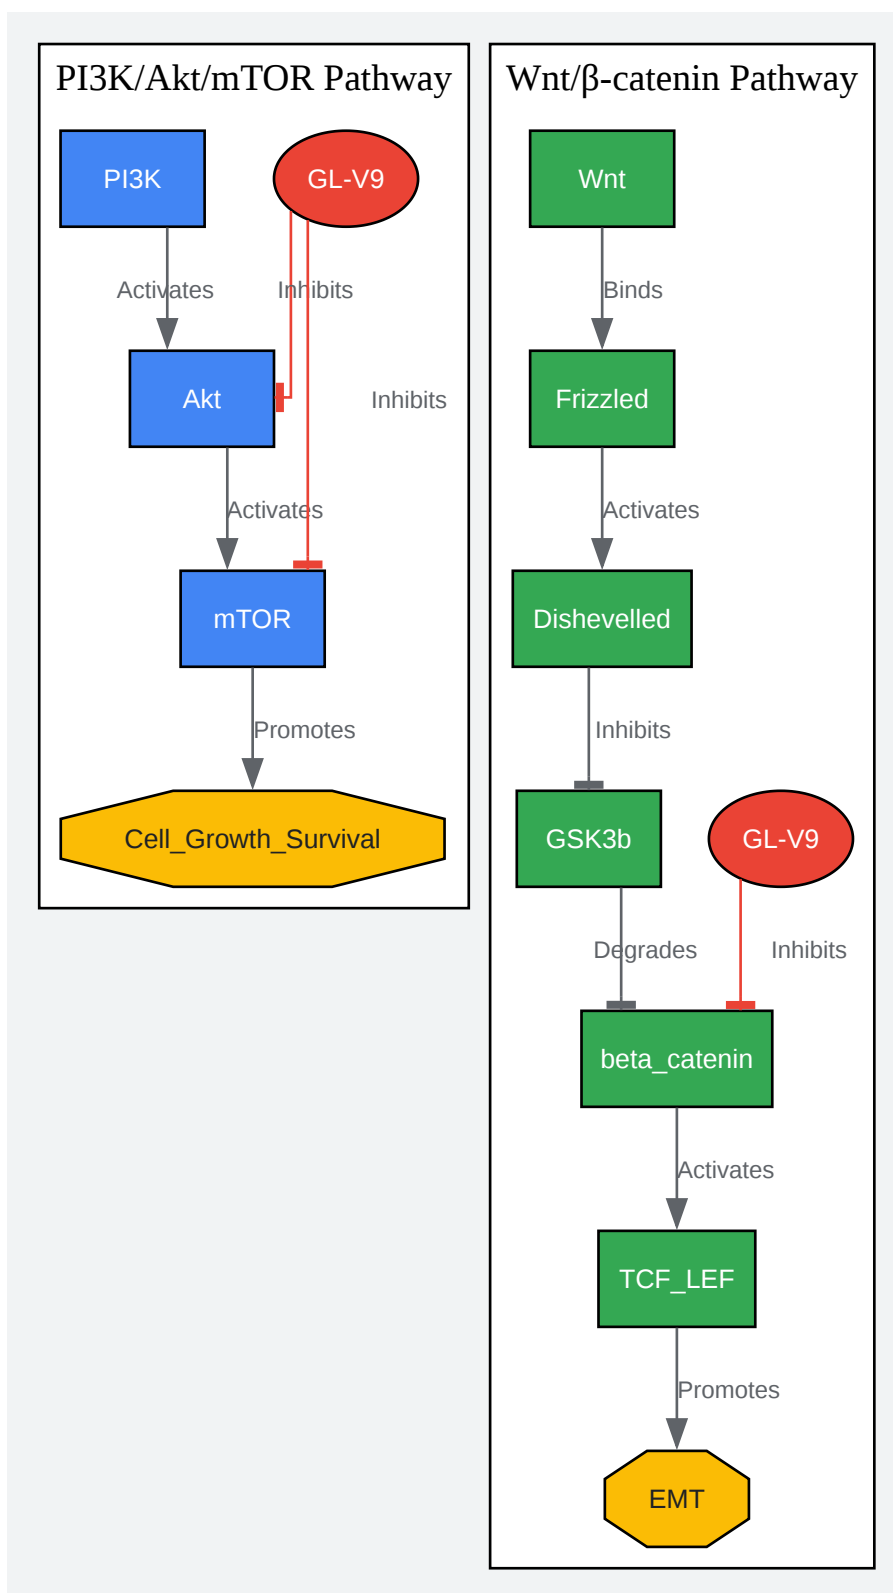 PI3K/Akt/mTOR Pathway
PI3K
GL-V9
Activates
Inhibits
Akt
Inhibits
Activates
mTOR
Promotes
Cell_Growth_Survival
Wnt/β-catenin Pathway
Wnt
Binds
Frizzled
Activates
Dishevelled
Inhibits
GSK3b
GL-V9
Degrades
Inhibits
beta_catenin
Activates
TCF_LEF
Promotes
EMT